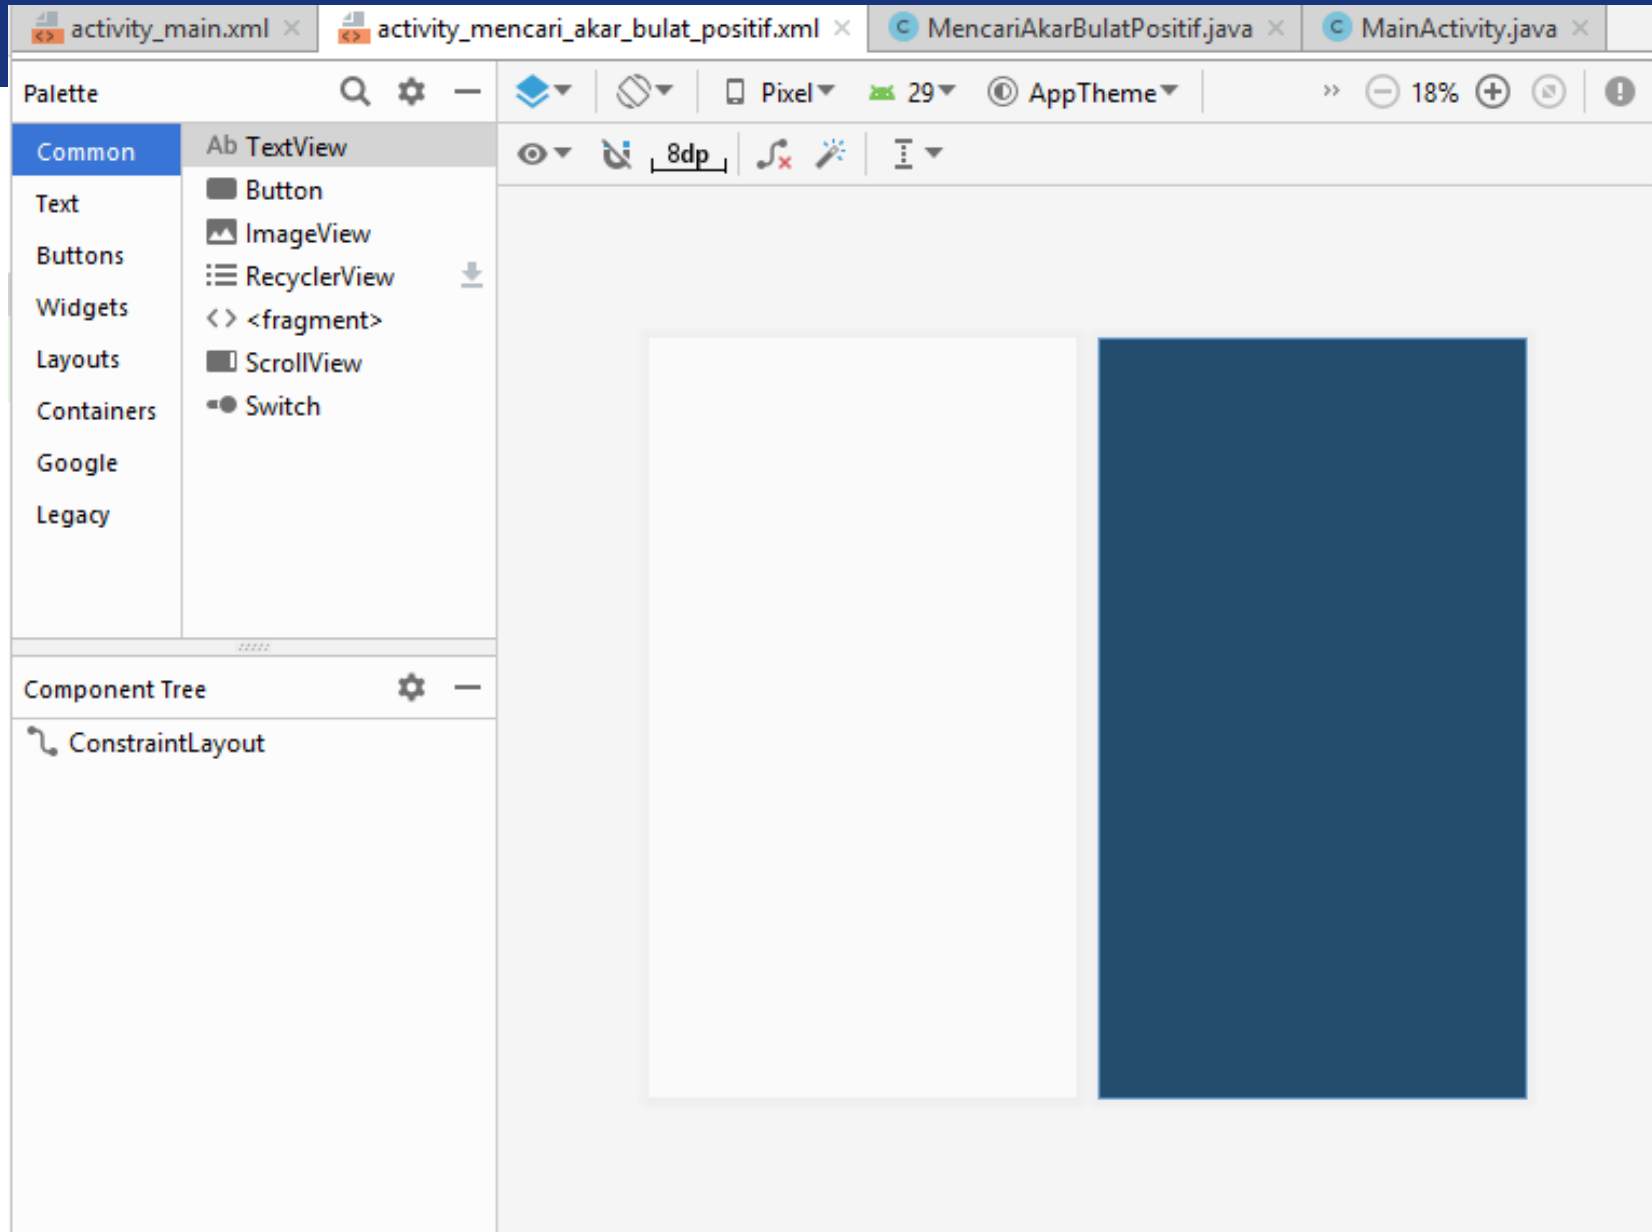 activity_main.xml activity_mencari_akar_bulat_positif.xml MencariAkarBulatPositif.java MainActivity.java
Palette
Pixel 29 AppTheme 18%
Common
Text
Buttons
Widgets
Layouts
Containers
Google
Legacy
Ab TextView
Button
ImageView
RecyclerView
<fragment>
ScrollView
Switch
8dp
Component Tree
ConstraintLayout